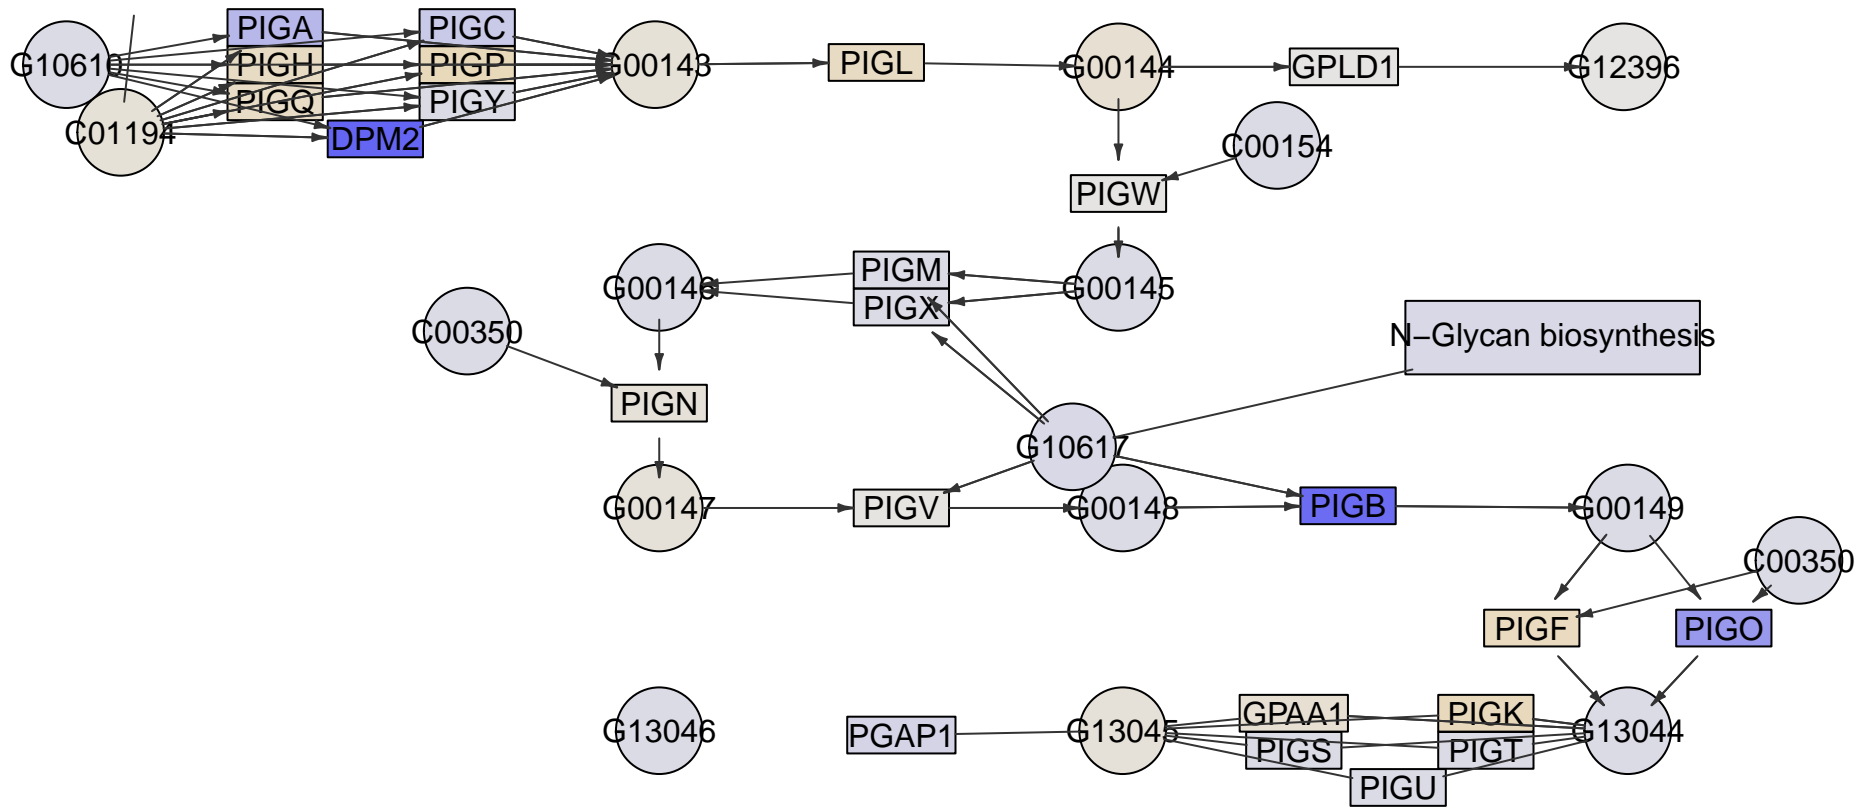 PIGA
PIGC
G10610
PIGH
PIGP
G00143
PIGL
G00144
GPLD1
G12396
PIGQ
PIGY
C01194
DPM2
C00154
PIGW
PIGM
G00146
G00145
PIGX
C00350
N–Glycan biosynthesis
PIGN
G10617
G00147
PIGV
G00148
PIGB
G00149
C00350
PIGF
PIGO
GPAA1
PIGK
G13046
PGAP1
G13045
G13044
PIGS
PIGT
PIGU